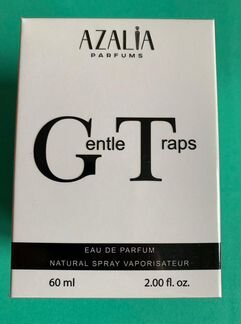 AZALIA
PARFUMS
Gentle Traps
EAU DE PARFUM
NATURAL SPRAY VAPORISATEUR
60 ml 2.00 fl. oz.